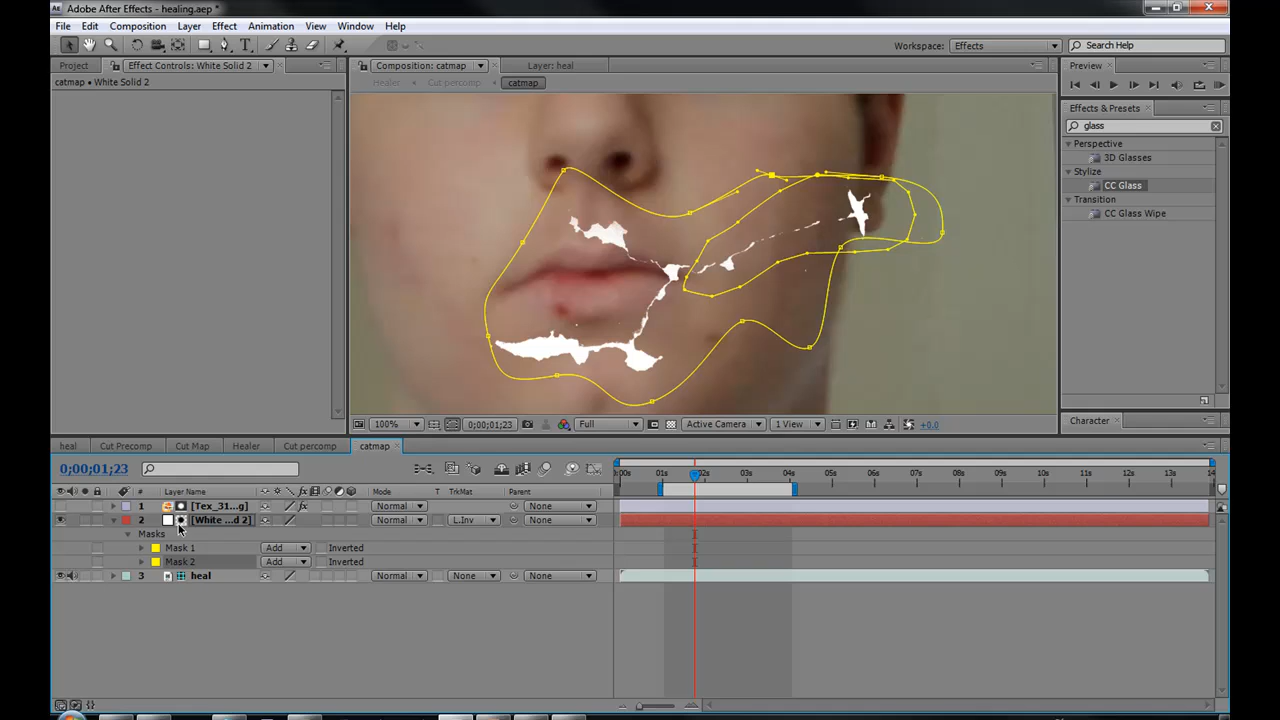 Adobe After Effects - healing.aep *
File Edit Composition Layer Effect Animation View Window Help
Workspace: Effects Search Help
Project Effect Controls: White Solid 2 Composition: catmap Layer: heal Preview
catmap • White Solid 2 Healer Cut percomp catmap
Effects & Presets
glass
Perspective
3D Glasses
Stylize
CC Glass
Transition
CC Glass Wipe
Character
100% 0;00;01;23 Full Active Camera 1 View +0.0
heal Cut Precomp Cut Map Healer Cut percomp catmap
0;00;01;23
:00s 01s 02s 03s 04s 05s 06s 07s 08s 09s 10s 11s 12s 13s 14
# Layer Name Mode T TrkMat Parent
1 [Tex_31...g] fx Normal None
2 [White ...d 2] Normal L.Inv None
Masks
Mask 1 Add Inverted
Mask 2 Add Inverted
3 heal Normal None None